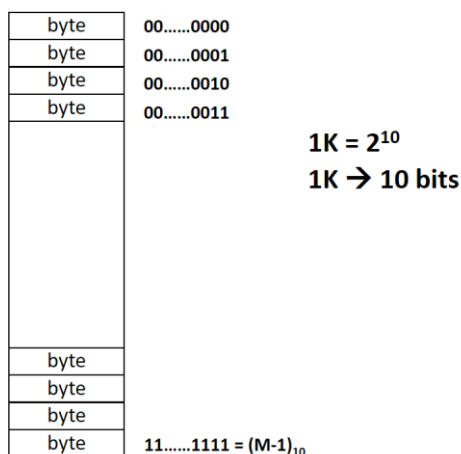 byte 00......0000
byte 00......0001
byte 00......0010
byte 00......0011
1K = 2¹⁰
1K → 10 bits
byte
byte
byte
byte 11......1111 = (M-1)₁₀